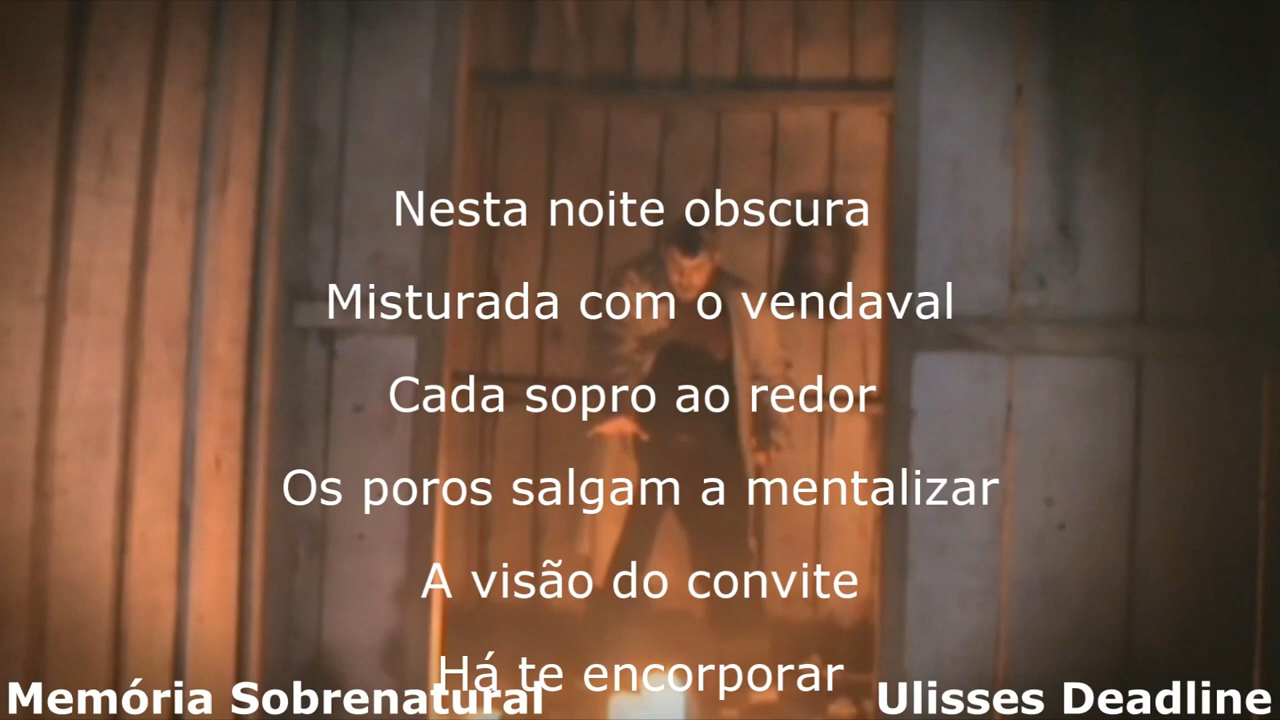 Nesta noite obscura
Misturada com o vendaval
Cada sopro ao redor
Os poros salgam a mentalizar
A visão do convite
Há te encorporar
Memória Sobrenatural
Ulisses Deadline